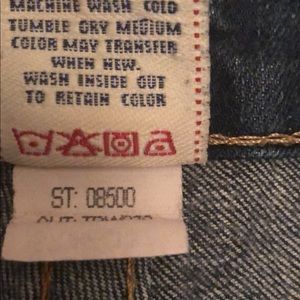 MACHINE WASH COLD
TUMBLE DRY MEDIUM
COLOR MAY TRANSFER
WHEN NEW.
WASH INSIDE OUT
TO RETAIN COLOR
ST: 08500